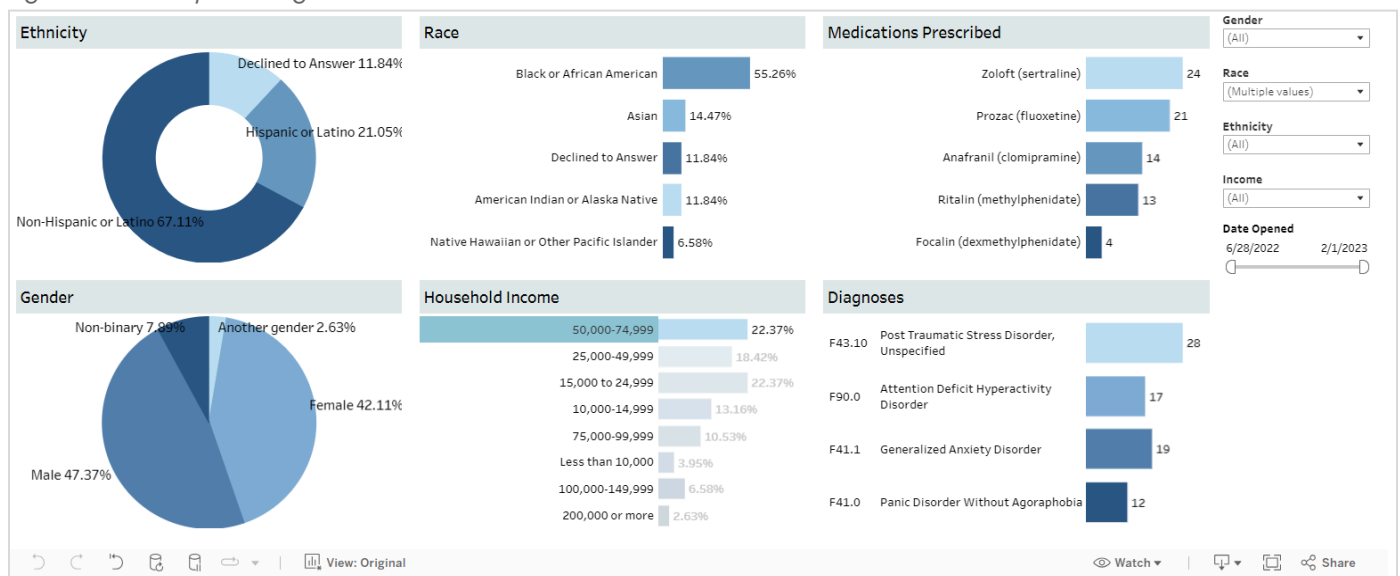 Ethnicity
Declined to Answer 11.84%
Hispanic or Latino 21.05%
Non-Hispanic or Latino 67.11%
Race
Black or African American 55.26%
Asian 14.47%
Declined to Answer 11.84%
American Indian or Alaska Native 11.84%
Native Hawaiian or Other Pacific Islander 6.58%
Medications Prescribed
Zoloft (sertraline) 24
Prozac (fluoxetine) 21
Anafranil (clomipramine) 14
Ritalin (methylphenidate) 13
Focalin (dexmethylphenidate) 4
Gender
(All)
Race
(Multiple values)
Ethnicity
(All)
Income
(All)
Date Opened
6/28/2022 2/1/2023
Gender
Non-binary 7.89%
Another gender 2.63%
Female 42.11%
Male 47.37%
Household Income
50,000-74,999 22.37%
25,000-49,999 18.42%
15,000 to 24,999 22.37%
10,000-14,999 13.16%
75,000-99,999 10.53%
Less than 10,000 3.95%
100,000-149,999 6.58%
200,000 or more 2.63%
Diagnoses
F43.10 Post Traumatic Stress Disorder,
Unspecified 28
F90.0 Attention Deficit Hyperactivity
Disorder 17
F41.1 Generalized Anxiety Disorder 19
F41.0 Panic Disorder Without Agoraphobia 12
View: Original
Watch
Share